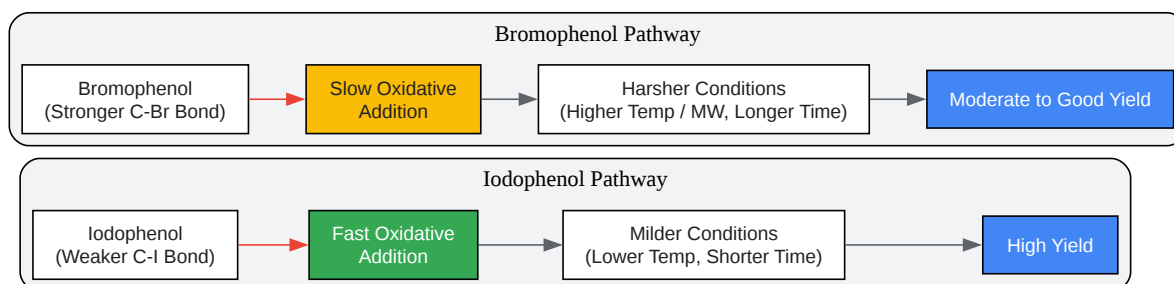 Bromophenol Pathway
Bromophenol
(Stronger C-Br Bond)
Slow Oxidative
Addition
Harsher Conditions
(Higher Temp / MW, Longer Time)
Moderate to Good Yield
Iodophenol Pathway
Iodophenol
(Weaker C-I Bond)
Fast Oxidative
Addition
Milder Conditions
(Lower Temp, Shorter Time)
High Yield